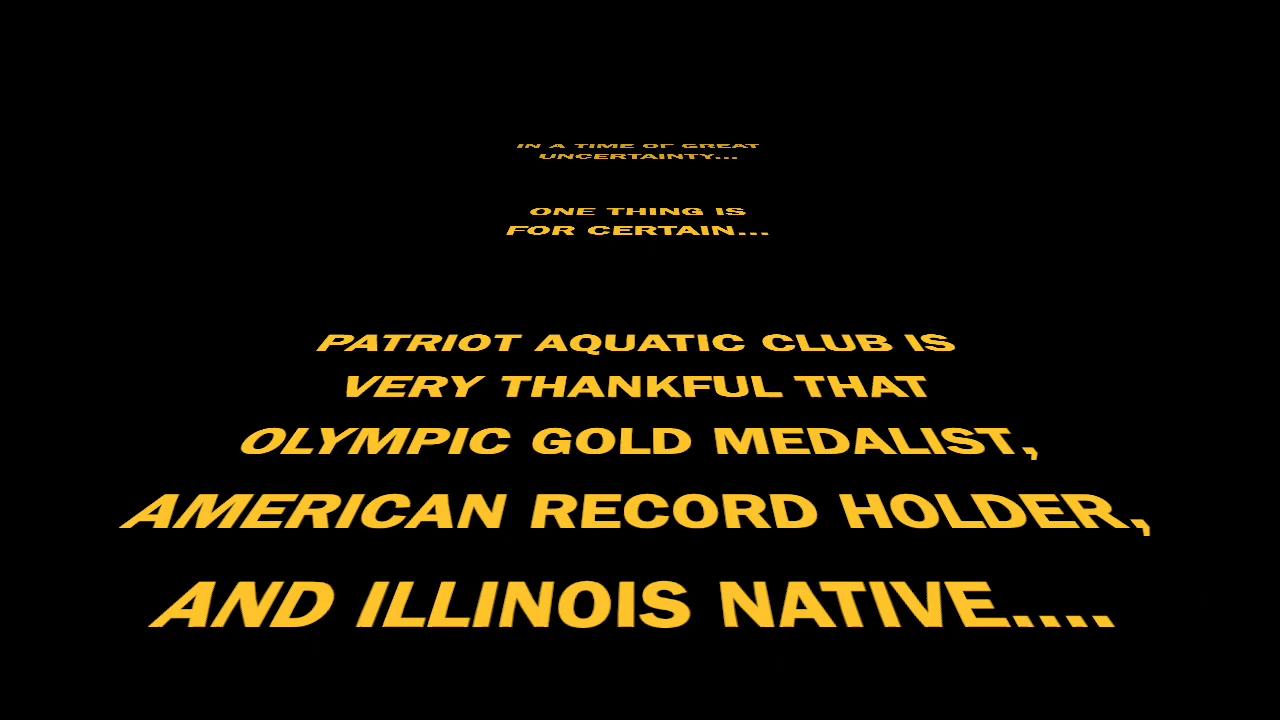 IN A TIME OF GREAT
UNCERTAINTY...
ONE THING IS
FOR CERTAIN...
PATRIOT AQUATIC CLUB IS
VERY THANKFUL THAT
OLYMPIC GOLD MEDALIST,
AMERICAN RECORD HOLDER,
AND ILLINOIS NATIVE....